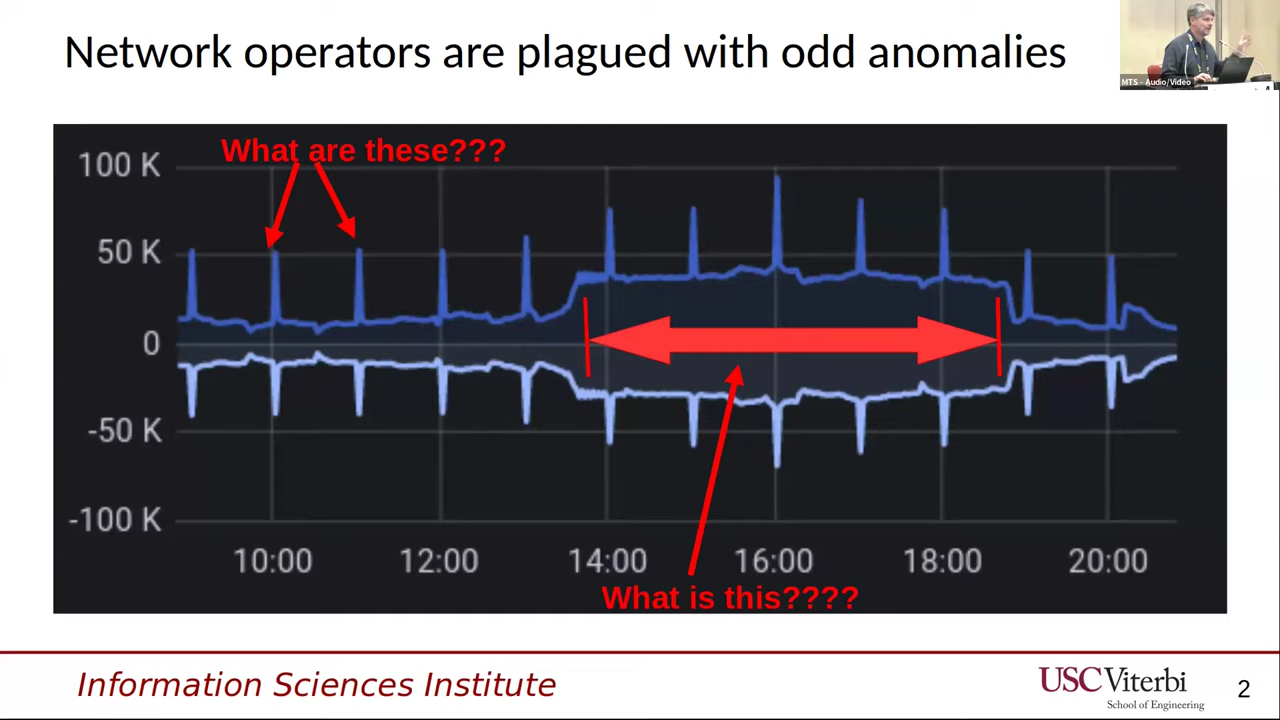 Network operators are plagued with odd anomalies
MTS - Audio/Video
What are these???
100 K
50 K
0
-50 K
-100 K
10:00 12:00 14:00 16:00 18:00 20:00
What is this????
Information Sciences Institute
USC Viterbi
School of Engineering
2